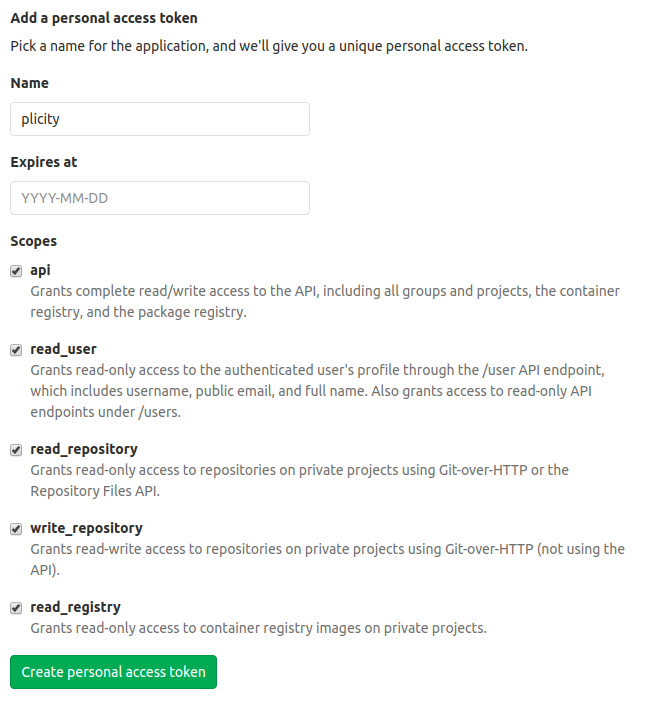 Add a personal access token
Pick a name for the application, and we'll give you a unique personal access token.
Name
plicity
Expires at
YYYY-MM-DD
Scopes
api
Grants complete read/write access to the API, including all groups and projects, the container
registry, and the package registry.
read_user
Grants read-only access to the authenticated user's profile through the /user API endpoint,
which includes username, public email, and full name. Also grants access to read-only API
endpoints under /users.
read_repository
Grants read-only access to repositories on private projects using Git-over-HTTP or the
Repository Files API.
write_repository
Grants read-write access to repositories on private projects using Git-over-HTTP (not using the
API).
read_registry
Grants read-only access to container registry images on private projects.
Create personal access token